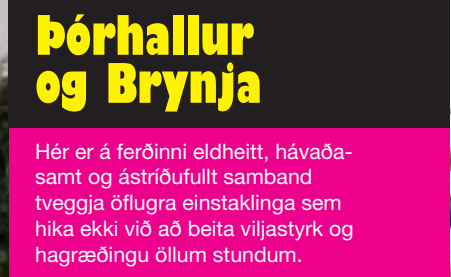 Þórhallur
og Brynja
Hér er á ferðinni eldheitt, hávaða-
samt og ástríðufullt samband
tveggja öflugra einstaklinga sem
hika ekki við að beita viljastyrk og
hagræðingu öllum stundum.